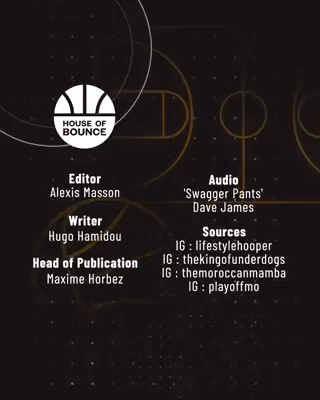 HOUSE OF
BOUNCE
Editor
Alexis Masson
Writer
Hugo Hamidou
Head of Publication
Maxime Horbez
Audio
'Swagger Pants'
Dave James
Sources
IG : lifestylehooper
IG : thekingofunderdogs
IG : themoroccanmamba
IG : playoffmo